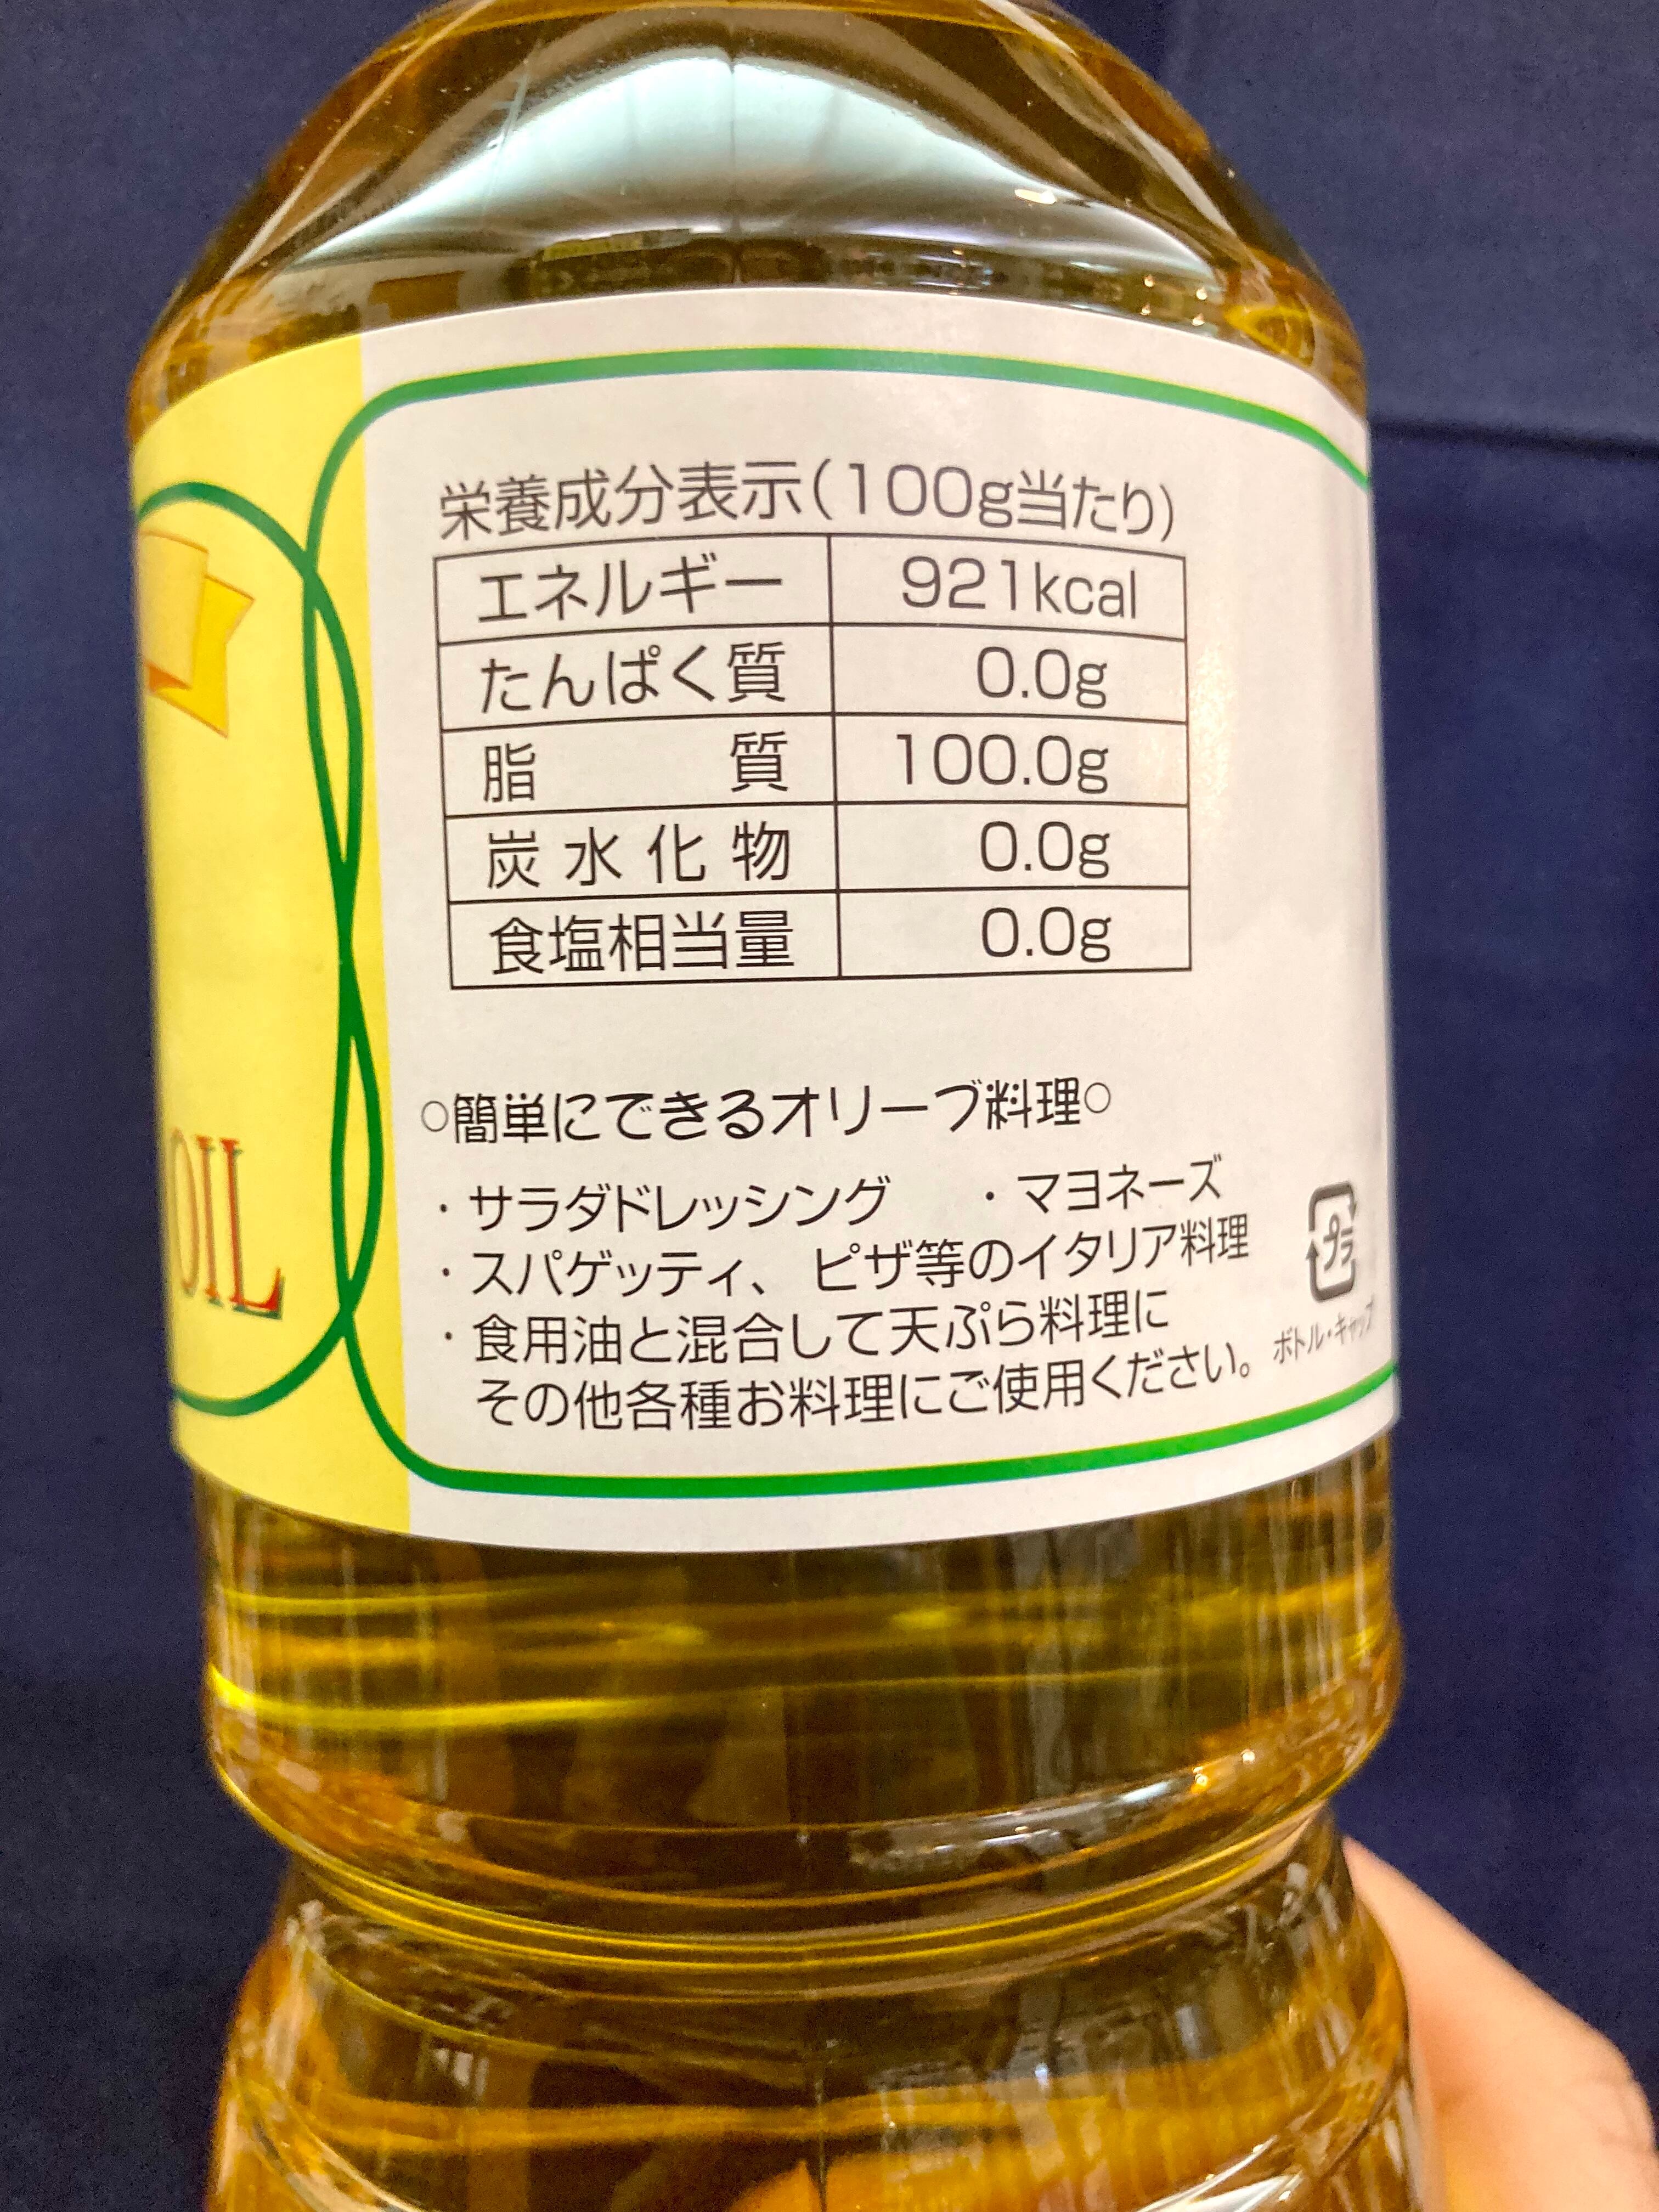 栄養成分表示(100g当たり)
エネルギー 921kcal
たんぱく質 0.0g
脂質 100.0g
炭水化物 0.0g
食塩相当量 0.0g
○簡単にできるオリーブ料理○
・サラダドレッシング ・マヨネーズ
・スパゲッティ、ピザ等のイタリア料理
・食用油と混合して天ぷら料理に
その他各種お料理にご使用ください。
プラ
ボトル・キャップ
OIL